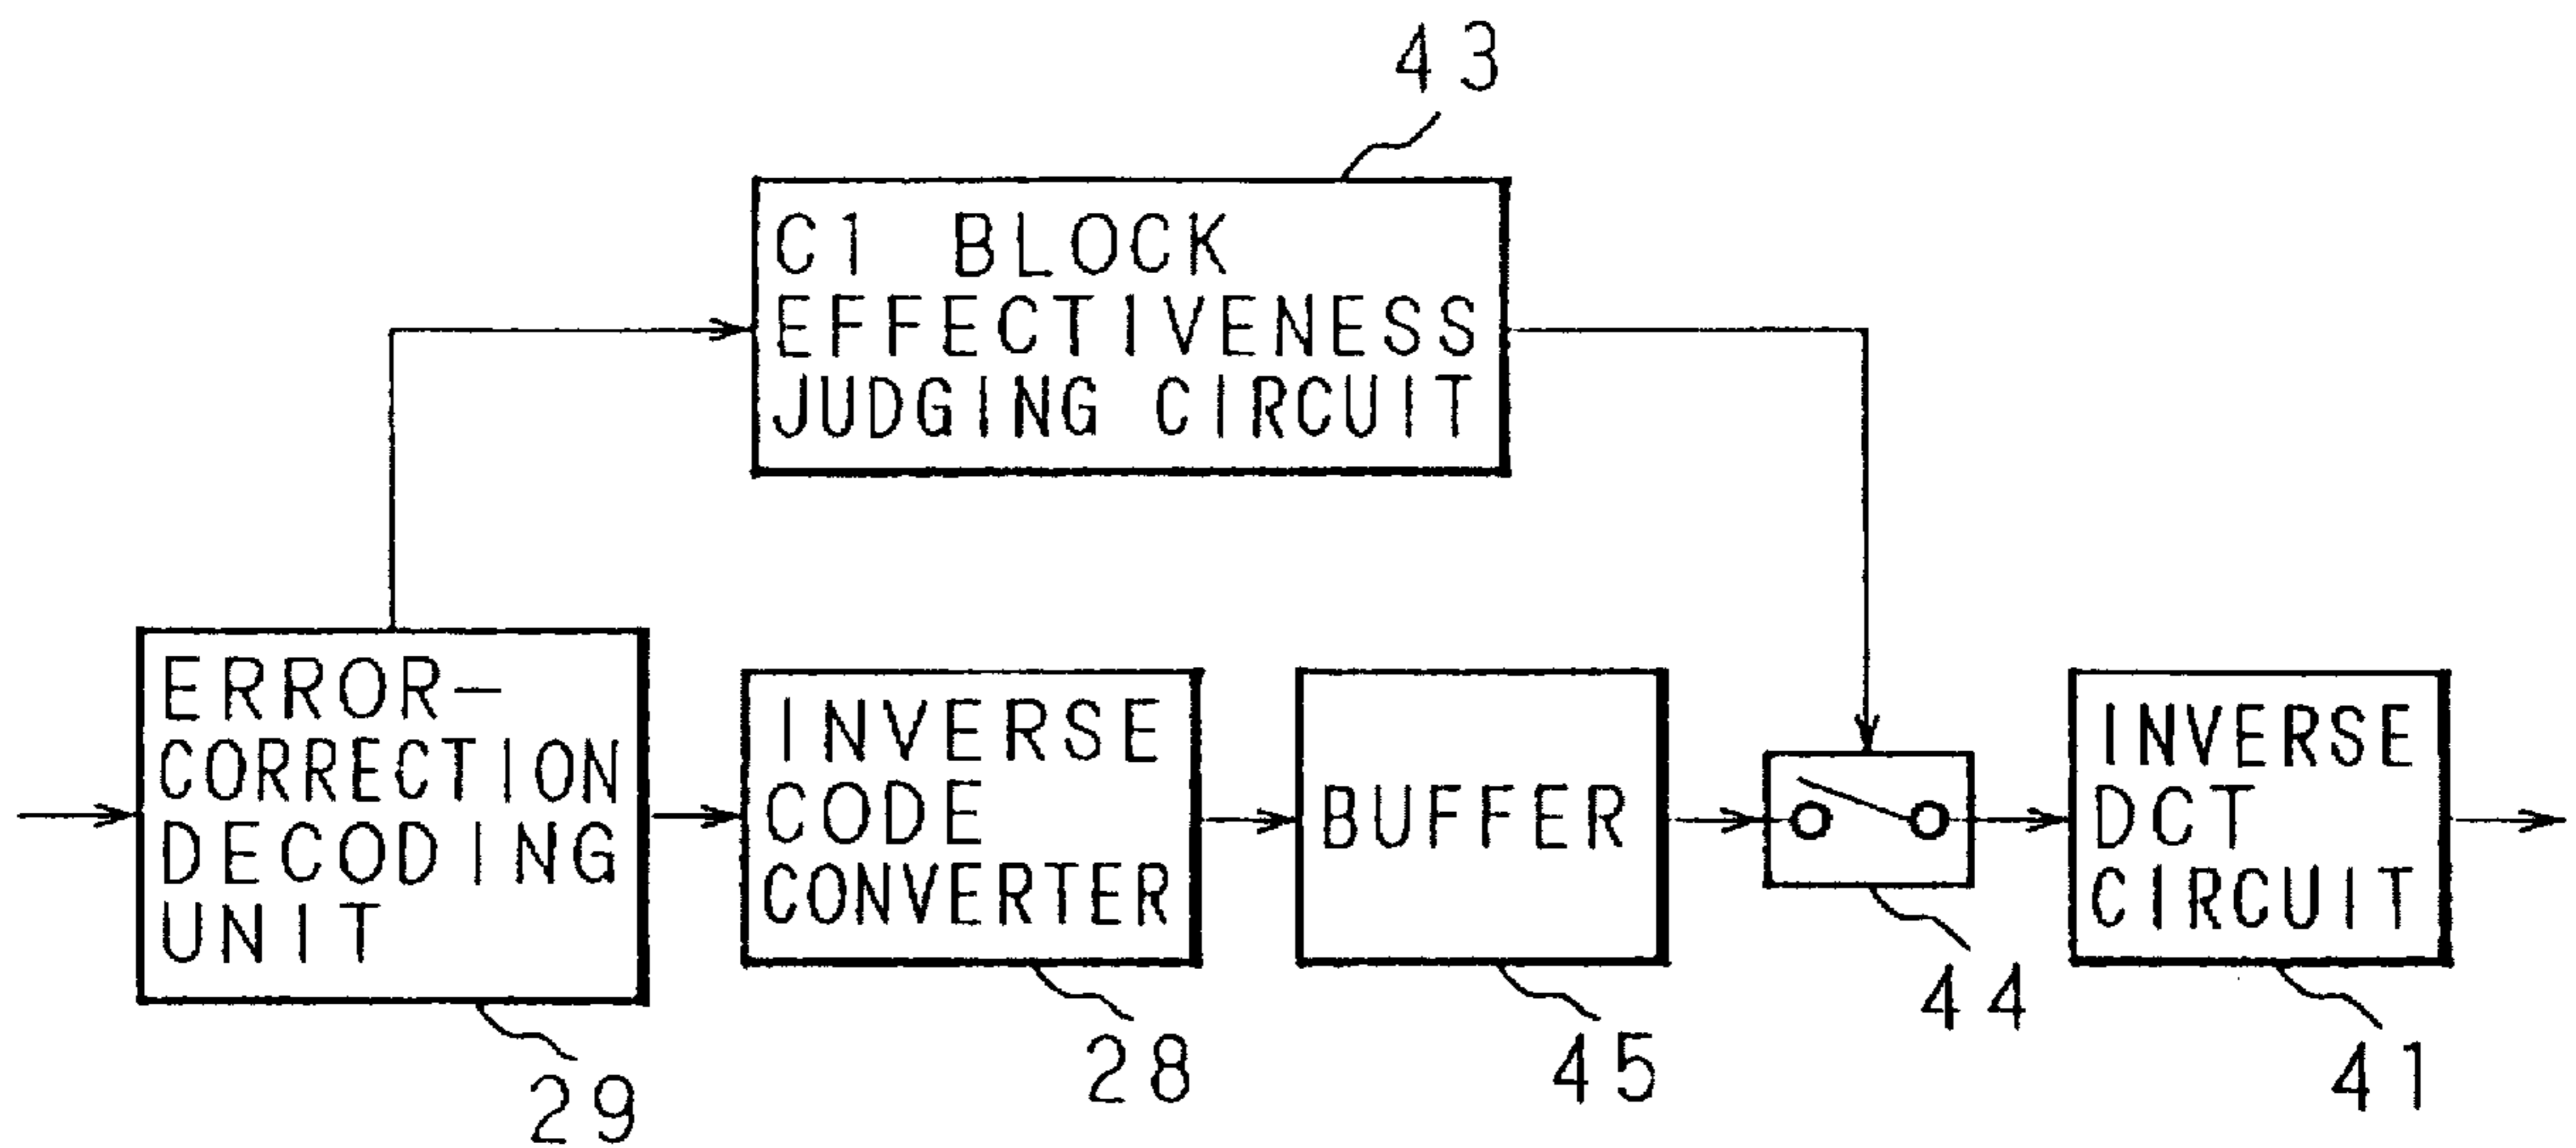 43
C1 BLOCK
EFFECTIVENESS
JUDGING CIRCUIT
ERROR-
CORRECTION
DECODING
UNIT
INVERSE
CODE
CONVERTER
BUFFER
INVERSE
DCT
CIRCUIT
29
28
45
44
41